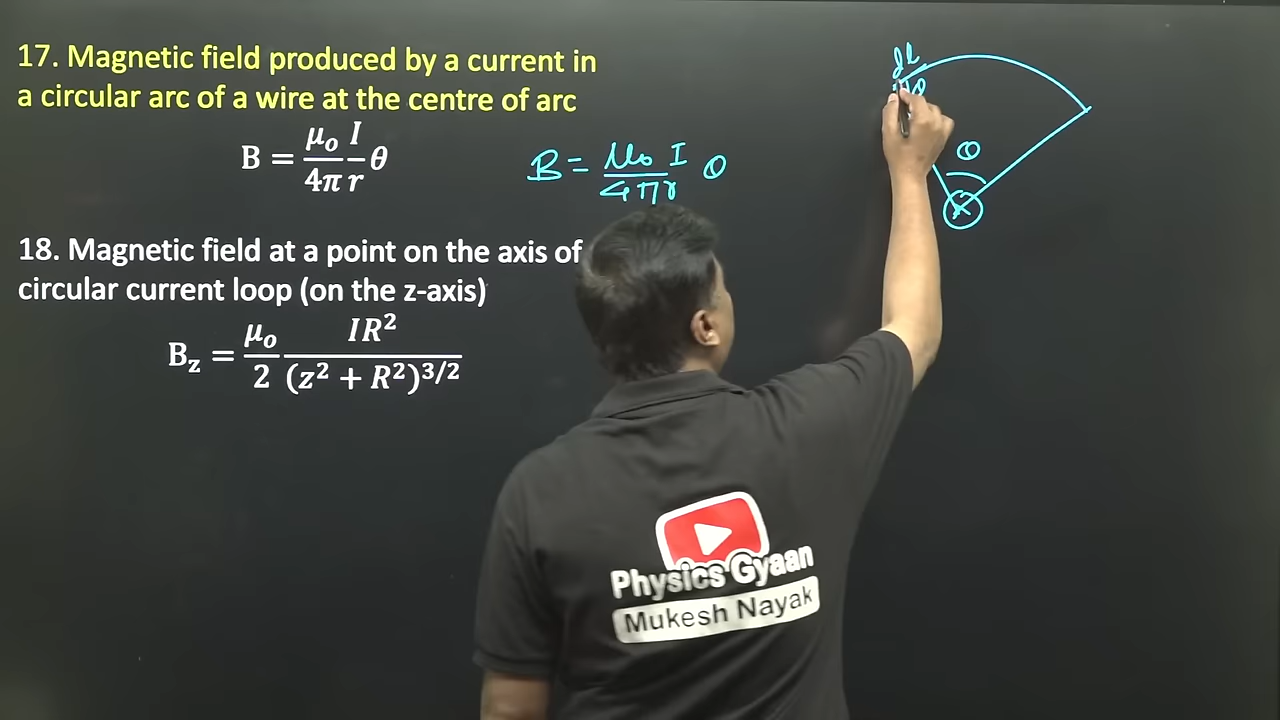 17. Magnetic field produced by a current in
a circular arc of a wire at the centre of arc
B = μₒ/4π I/r θ
B = μ₀ I/4πr θ
18. Magnetic field at a point on the axis of
circular current loop (on the z-axis)
B_z = μₒ/2 IR²/(z² + R²)^{3/2}
dl
θ
Physics Gyaan
Mukesh Nayak